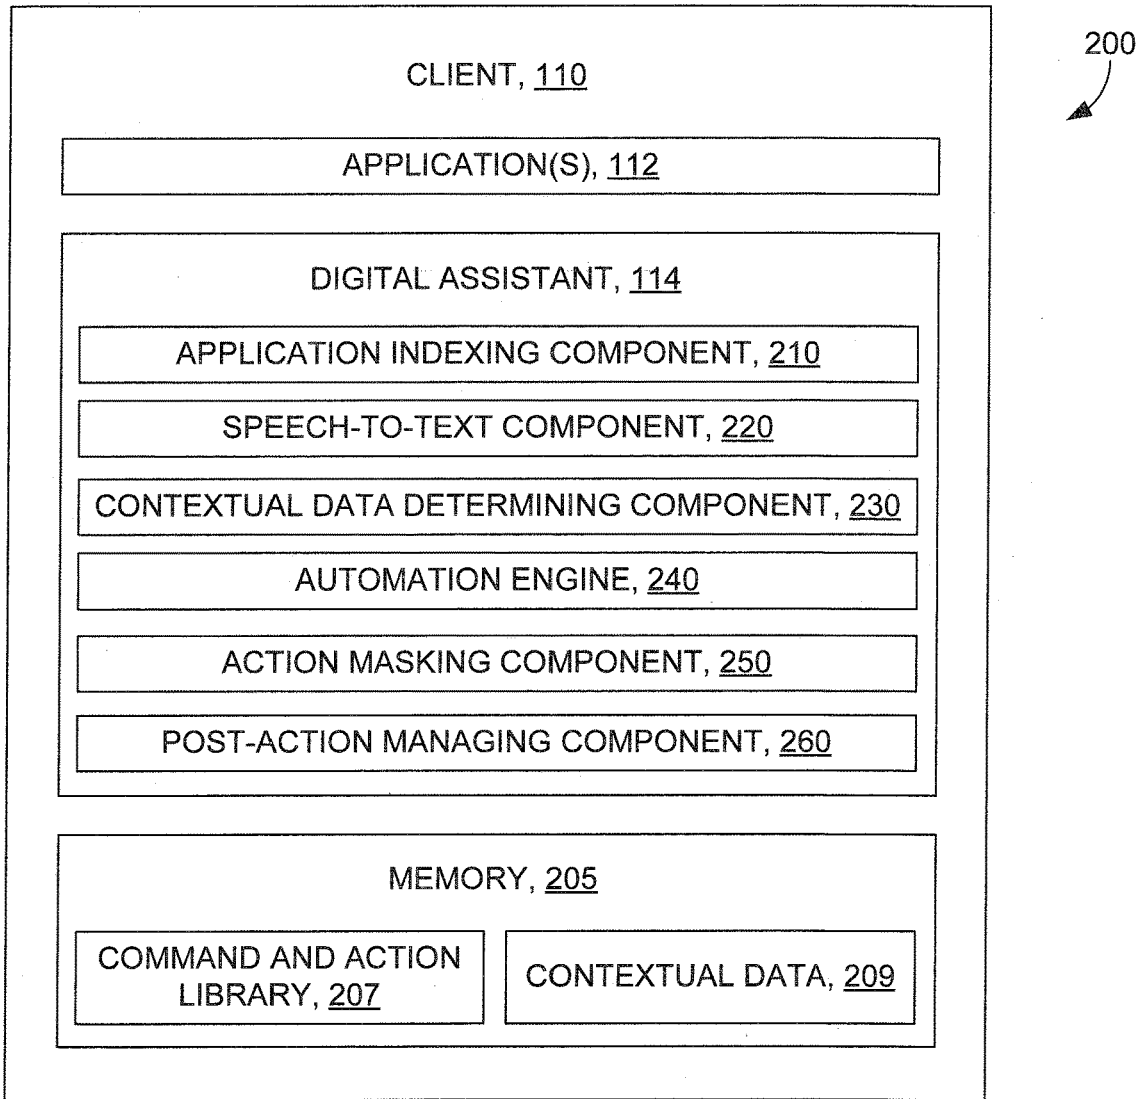 200
CLIENT, 110
APPLICATION(S), 112
DIGITAL ASSISTANT, 114
APPLICATION INDEXING COMPONENT, 210
SPEECH-TO-TEXT COMPONENT, 220
CONTEXTUAL DATA DETERMINING COMPONENT, 230
AUTOMATION ENGINE, 240
ACTION MASKING COMPONENT, 250
POST-ACTION MANAGING COMPONENT, 260
MEMORY, 205
COMMAND AND ACTION
LIBRARY, 207
CONTEXTUAL DATA, 209